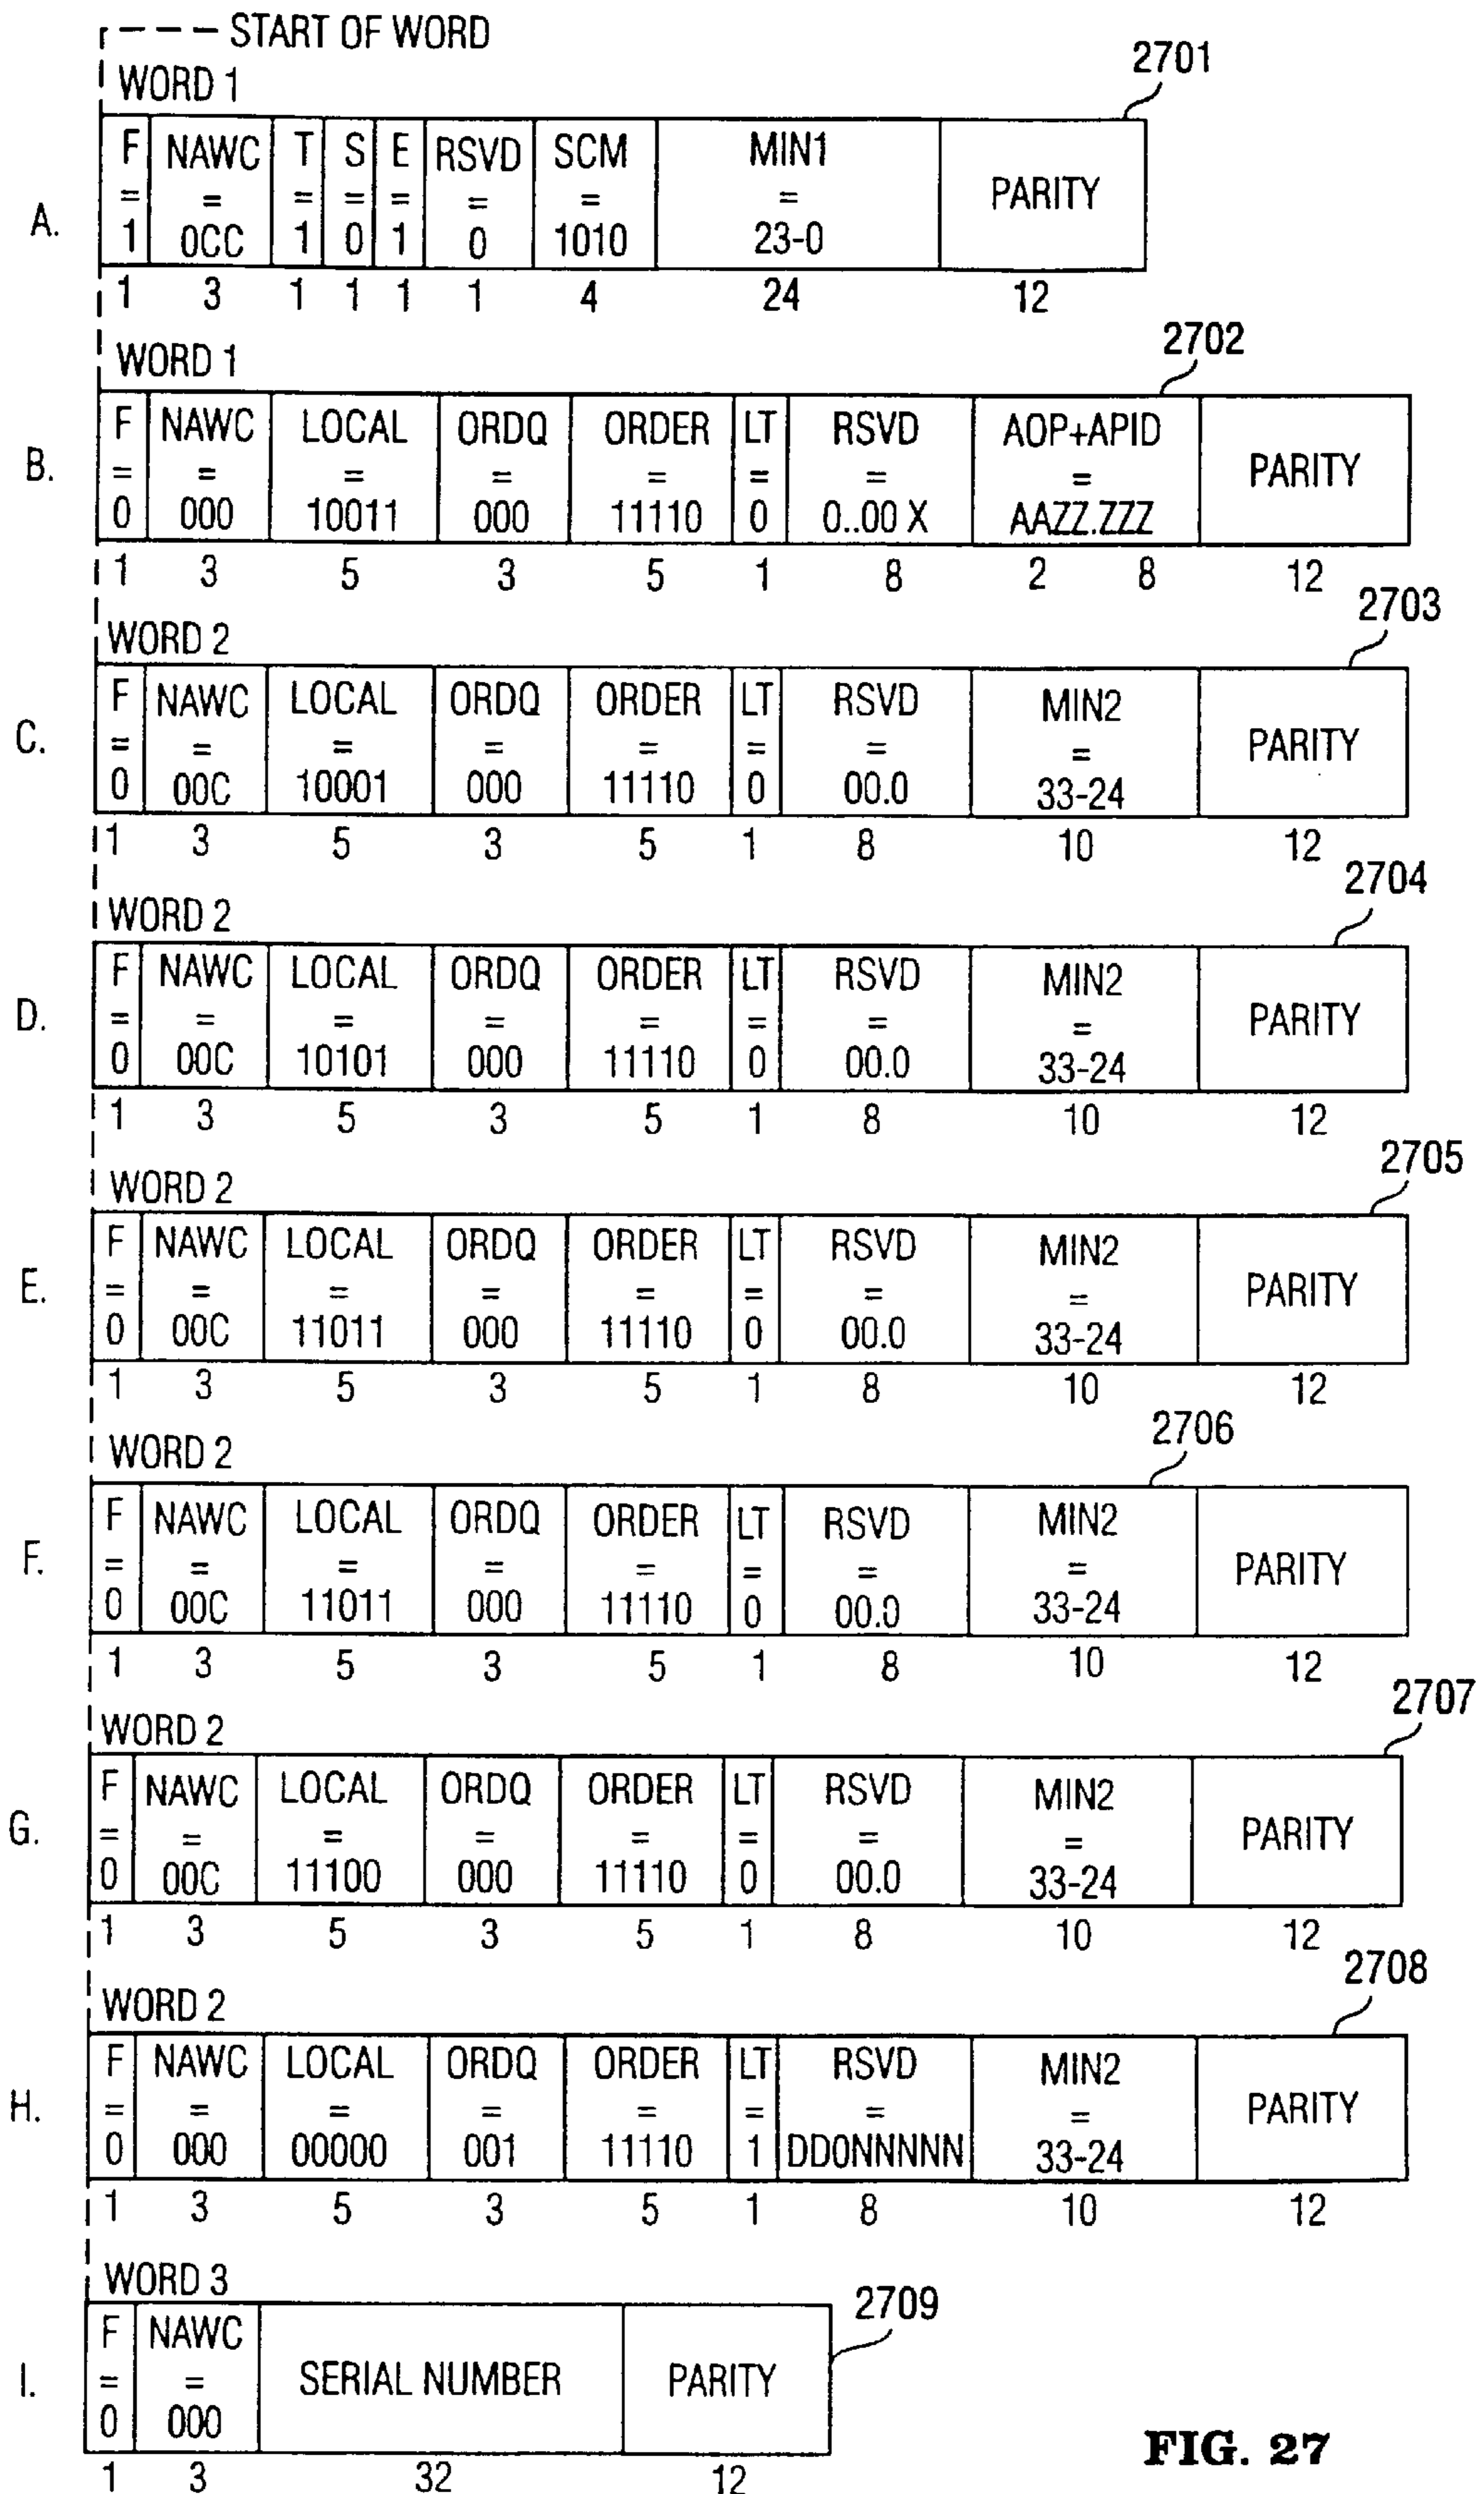 START OF WORD
WORD 1
2701
A.
F NAWC T S E RSVD SCM MIN1 PARITY
= = = = = = = =
1 0CC 1 0 1 0 1010 23-0
1 3 1 1 1 1 4 24 12
WORD 1
2702
B.
F NAWC LOCAL ORDQ ORDER LT RSVD AOP+APID PARITY
= = = = = = = =
0 000 10011 000 11110 0 0..00 X AAZZ.ZZZ
1 3 5 3 5 1 8 2 8 12
WORD 2
2703
C.
F NAWC LOCAL ORDQ ORDER LT RSVD MIN2 PARITY
= = = = = = = =
0 00C 10001 000 11110 0 00.0 33-24
1 3 5 3 5 1 8 10 12
WORD 2
2704
D.
F NAWC LOCAL ORDQ ORDER LT RSVD MIN2 PARITY
= = = = = = = =
0 00C 10101 000 11110 0 00.0 33-24
1 3 5 3 5 1 8 10 12
WORD 2
2705
E.
F NAWC LOCAL ORDQ ORDER LT RSVD MIN2 PARITY
= = = = = = = =
0 00C 11011 000 11110 0 00.0 33-24
1 3 5 3 5 1 8 10 12
WORD 2
2706
F.
F NAWC LOCAL ORDQ ORDER LT RSVD MIN2 PARITY
= = = = = = = =
0 00C 11011 000 11110 0 00.0 33-24
1 3 5 3 5 1 8 10 12
WORD 2
2707
G.
F NAWC LOCAL ORDQ ORDER LT RSVD MIN2 PARITY
= = = = = = = =
0 00C 11100 000 11110 0 00.0 33-24
1 3 5 3 5 1 8 10 12
WORD 2
2708
H.
F NAWC LOCAL ORDQ ORDER LT RSVD MIN2 PARITY
= = = = = = = =
0 000 00000 001 11110 1 DD0NNNNN 33-24
1 3 5 3 5 1 8 10 12
WORD 3
2709
I.
F NAWC SERIAL NUMBER PARITY
= =
0 000
1 3 32 12
FIG. 27